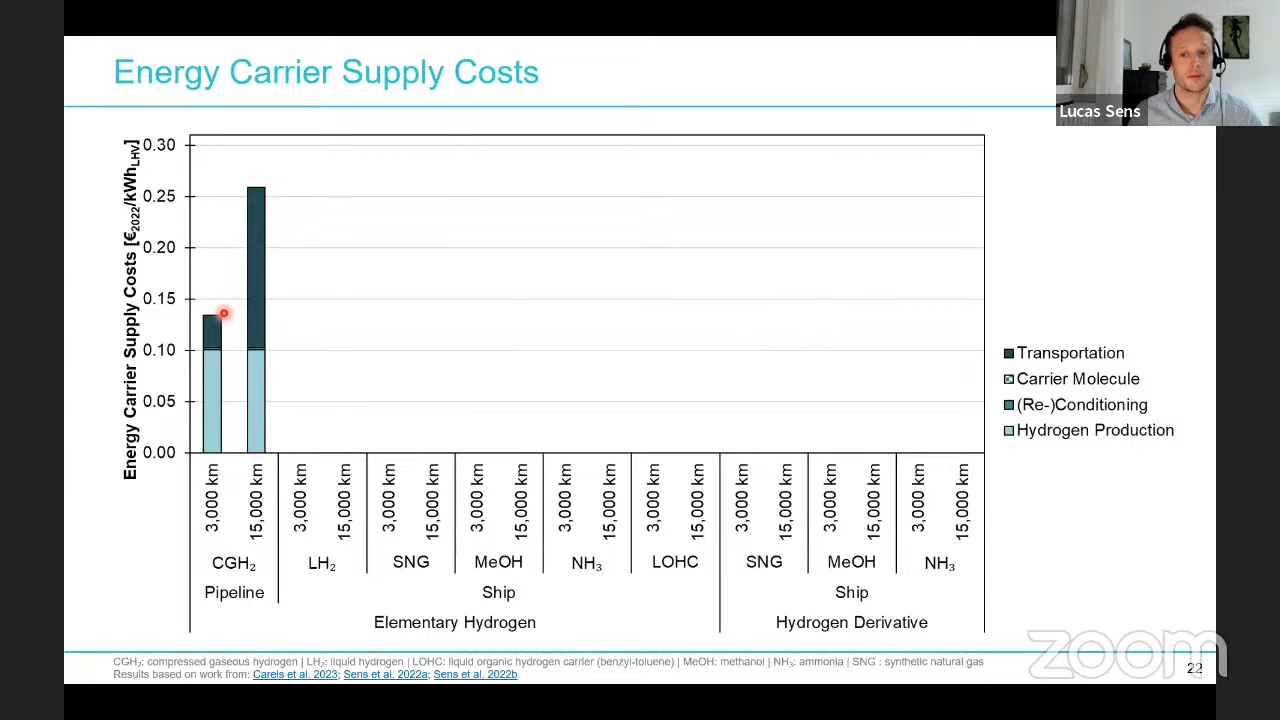 Energy Carrier Supply Costs
Lucas Sens
Energy Carrier Supply Costs [€2022/kWhLHV]
0.30
0.25
0.20
0.15
0.10
0.05
0.00
Transportation
Carrier Molecule
(Re-)Conditioning
Hydrogen Production
3,000 km 15,000 km 3,000 km 15,000 km 3,000 km 15,000 km 3,000 km 15,000 km 3,000 km 15,000 km 3,000 km 15,000 km 3,000 km 15,000 km 3,000 km 15,000 km 3,000 km 15,000 km
CGH₂ LH₂ SNG MeOH NH₃ LOHC SNG MeOH NH₃
Pipeline Ship Ship
Elementary Hydrogen Hydrogen Derivative
CGH₂: compressed gaseous hydrogen | LH₂: liquid hydrogen | LOHC: liquid organic hydrogen carrier (benzyl-toluene) | MeOH: methanol | NH₃: ammonia | SNG : synthetic natural gas
Results based on work from: Carels et al. 2023; Sens et al. 2022a; Sens et al. 2022b
22
zoom